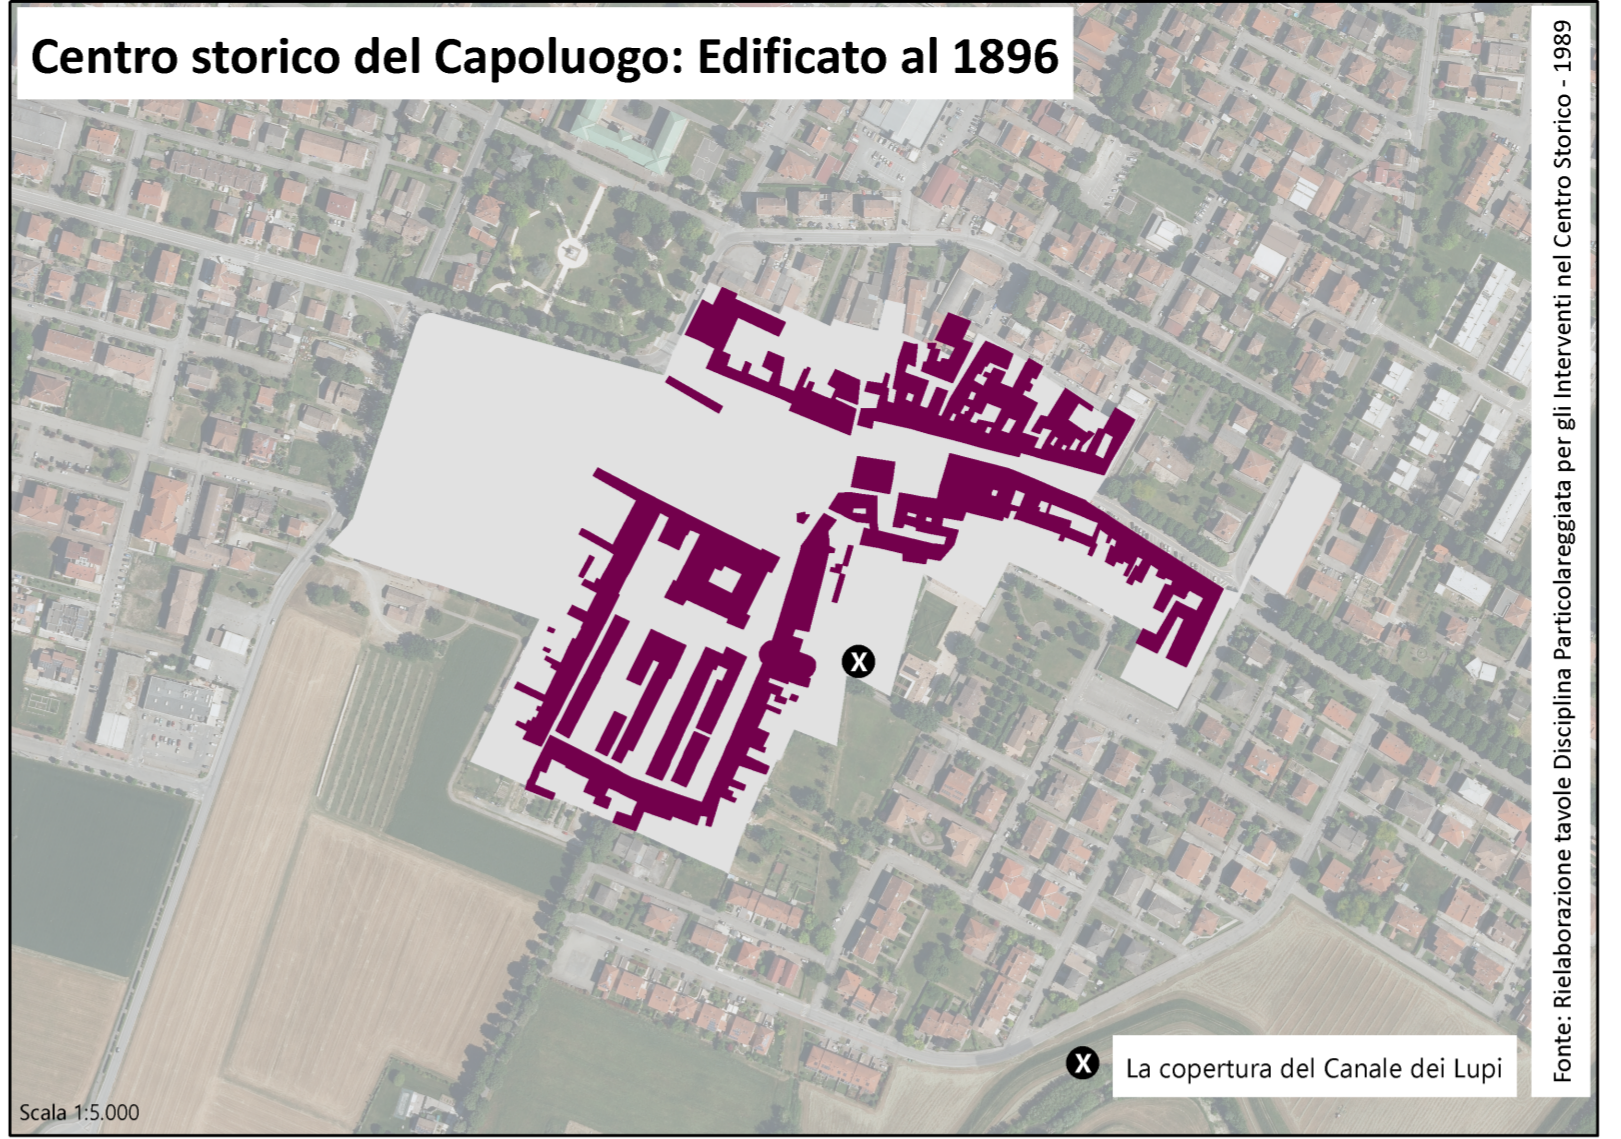 Centro storico del Capoluogo: Edificato al 1896
Fonte: Rielaborazione tavole Disciplina Particolareggiata per gli Interventi nel Centro Storico - 1989
X
X
La copertura del Canale dei Lupi
Scala 1:5.000